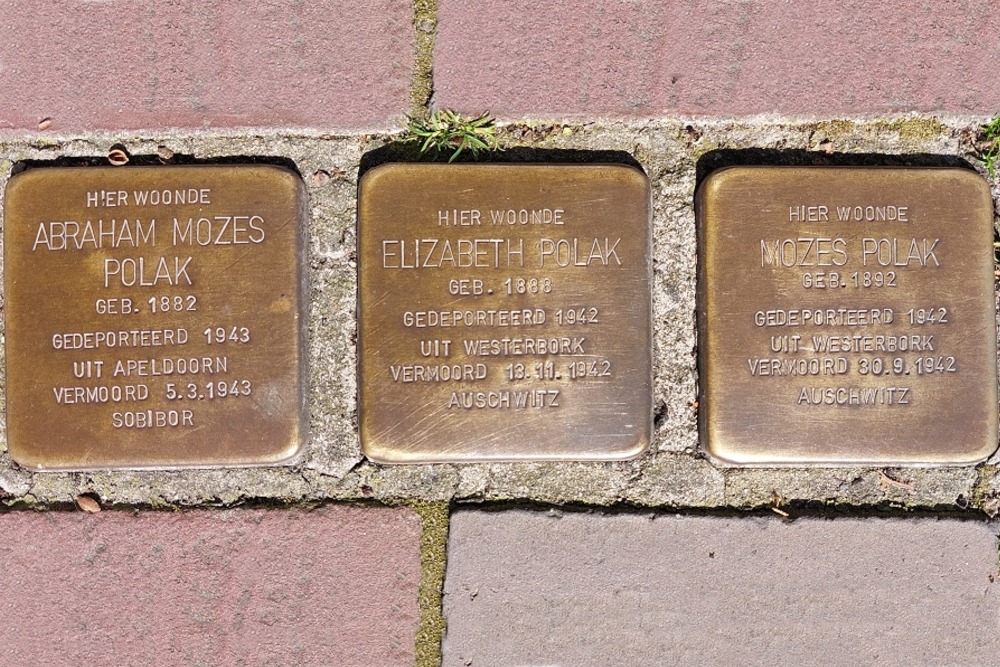 HIER WOONDE
ABRAHAM MOZES
POLAK
GEB. 1882
GEDEPORTEERD 1943
UIT APELDOORN
VERMOORD 5.3.1943
SOBIBOR
HIER WOONDE
ELIZABETH POLAK
GEB. 1888
GEDEPORTEERD 1942
UIT WESTERBORK
VERMOORD 13.11.1942
AUSCHWITZ
HIER WOONDE
MOZES POLAK
GEB. 1892
GEDEPORTEERD 1942
UIT WESTERBORK
VERMOORD 30.9.1942
AUSCHWITZ